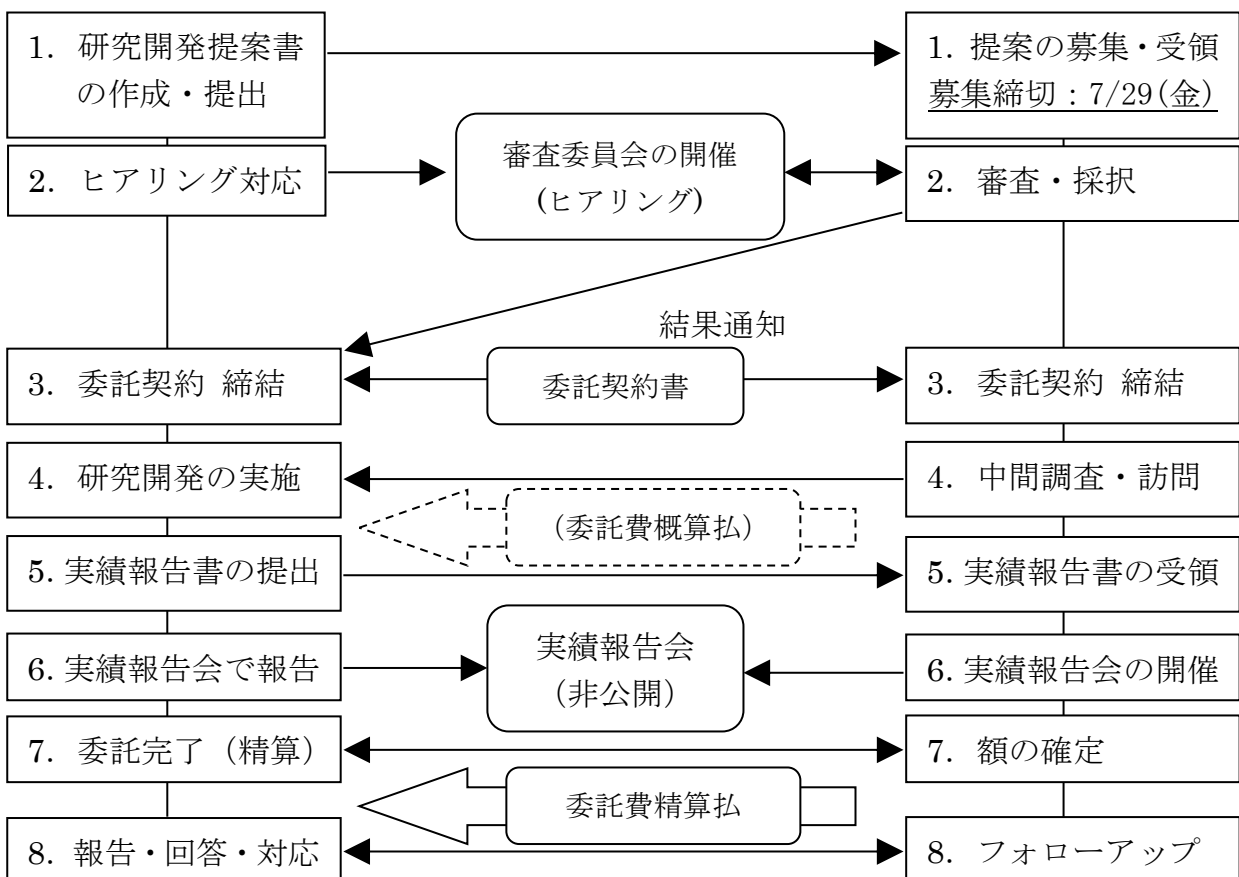 1. 研究開発提案書
の作成・提出
1. 提案の募集・受領
募集締切：7/29(金)
審査委員会の開催
(ヒアリング)
2. ヒアリング対応
2. 審査・採択
結果通知
3. 委託契約 締結
委託契約書
3. 委託契約 締結
4. 研究開発の実施
4. 中間調査・訪問
（委託費概算払）
5. 実績報告書の提出
5. 実績報告書の受領
6. 実績報告会で報告
実績報告会
（非公開）
6. 実績報告会の開催
7. 委託完了（精算）
7. 額の確定
委託費精算払
8. 報告・回答・対応
8. フォローアップ